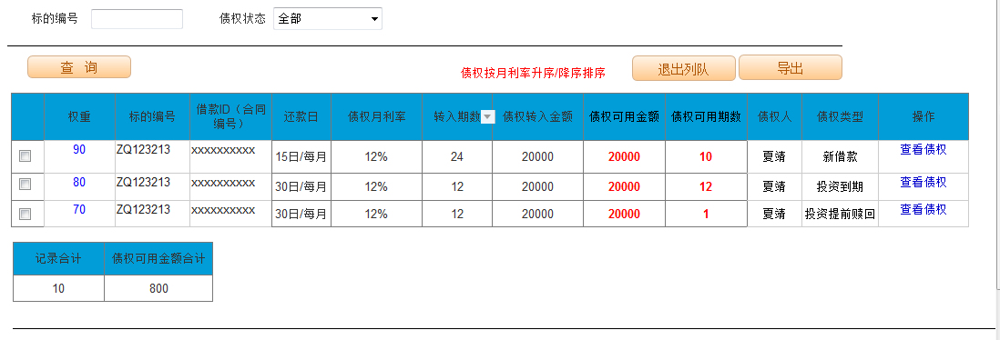 标的编号 债权状态 全部
查 询 债权按月利率升序/降序排序 退出列队 导出
权重 标的编号 借款ID（合同编号） 还款日 债权月利率 转入期数 债权转入金额 债权可用金额 债权可用期数 债权人 债权类型 操作
90 ZQ123213 xxxxxxxxxx 15日/每月 12% 24 20000 20000 10 夏靖 新借款 查看债权
80 ZQ123213 xxxxxxxxxx 30日/每月 12% 12 20000 20000 12 夏靖 投资到期 查看债权
70 ZQ123213 xxxxxxxxxx 30日/每月 12% 12 20000 20000 1 夏靖 投资提前赎回 查看债权
记录合计 债权可用金额合计
10 800